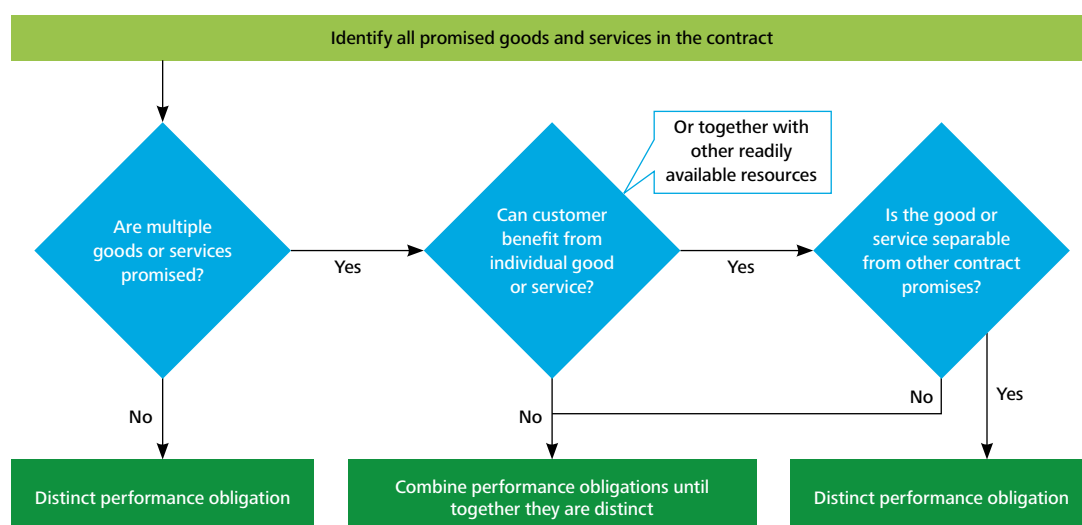 Identify all promised goods and services in the contract
Or together with
other readily
available resources
Are multiple
goods or services
promised?
Yes
Can customer
benefit from
individual good
or service?
Yes
Is the good or
service separable
from other contract
promises?
No
No
No
Yes
Distinct performance obligation
Combine performance obligations until
together they are distinct
Distinct performance obligation